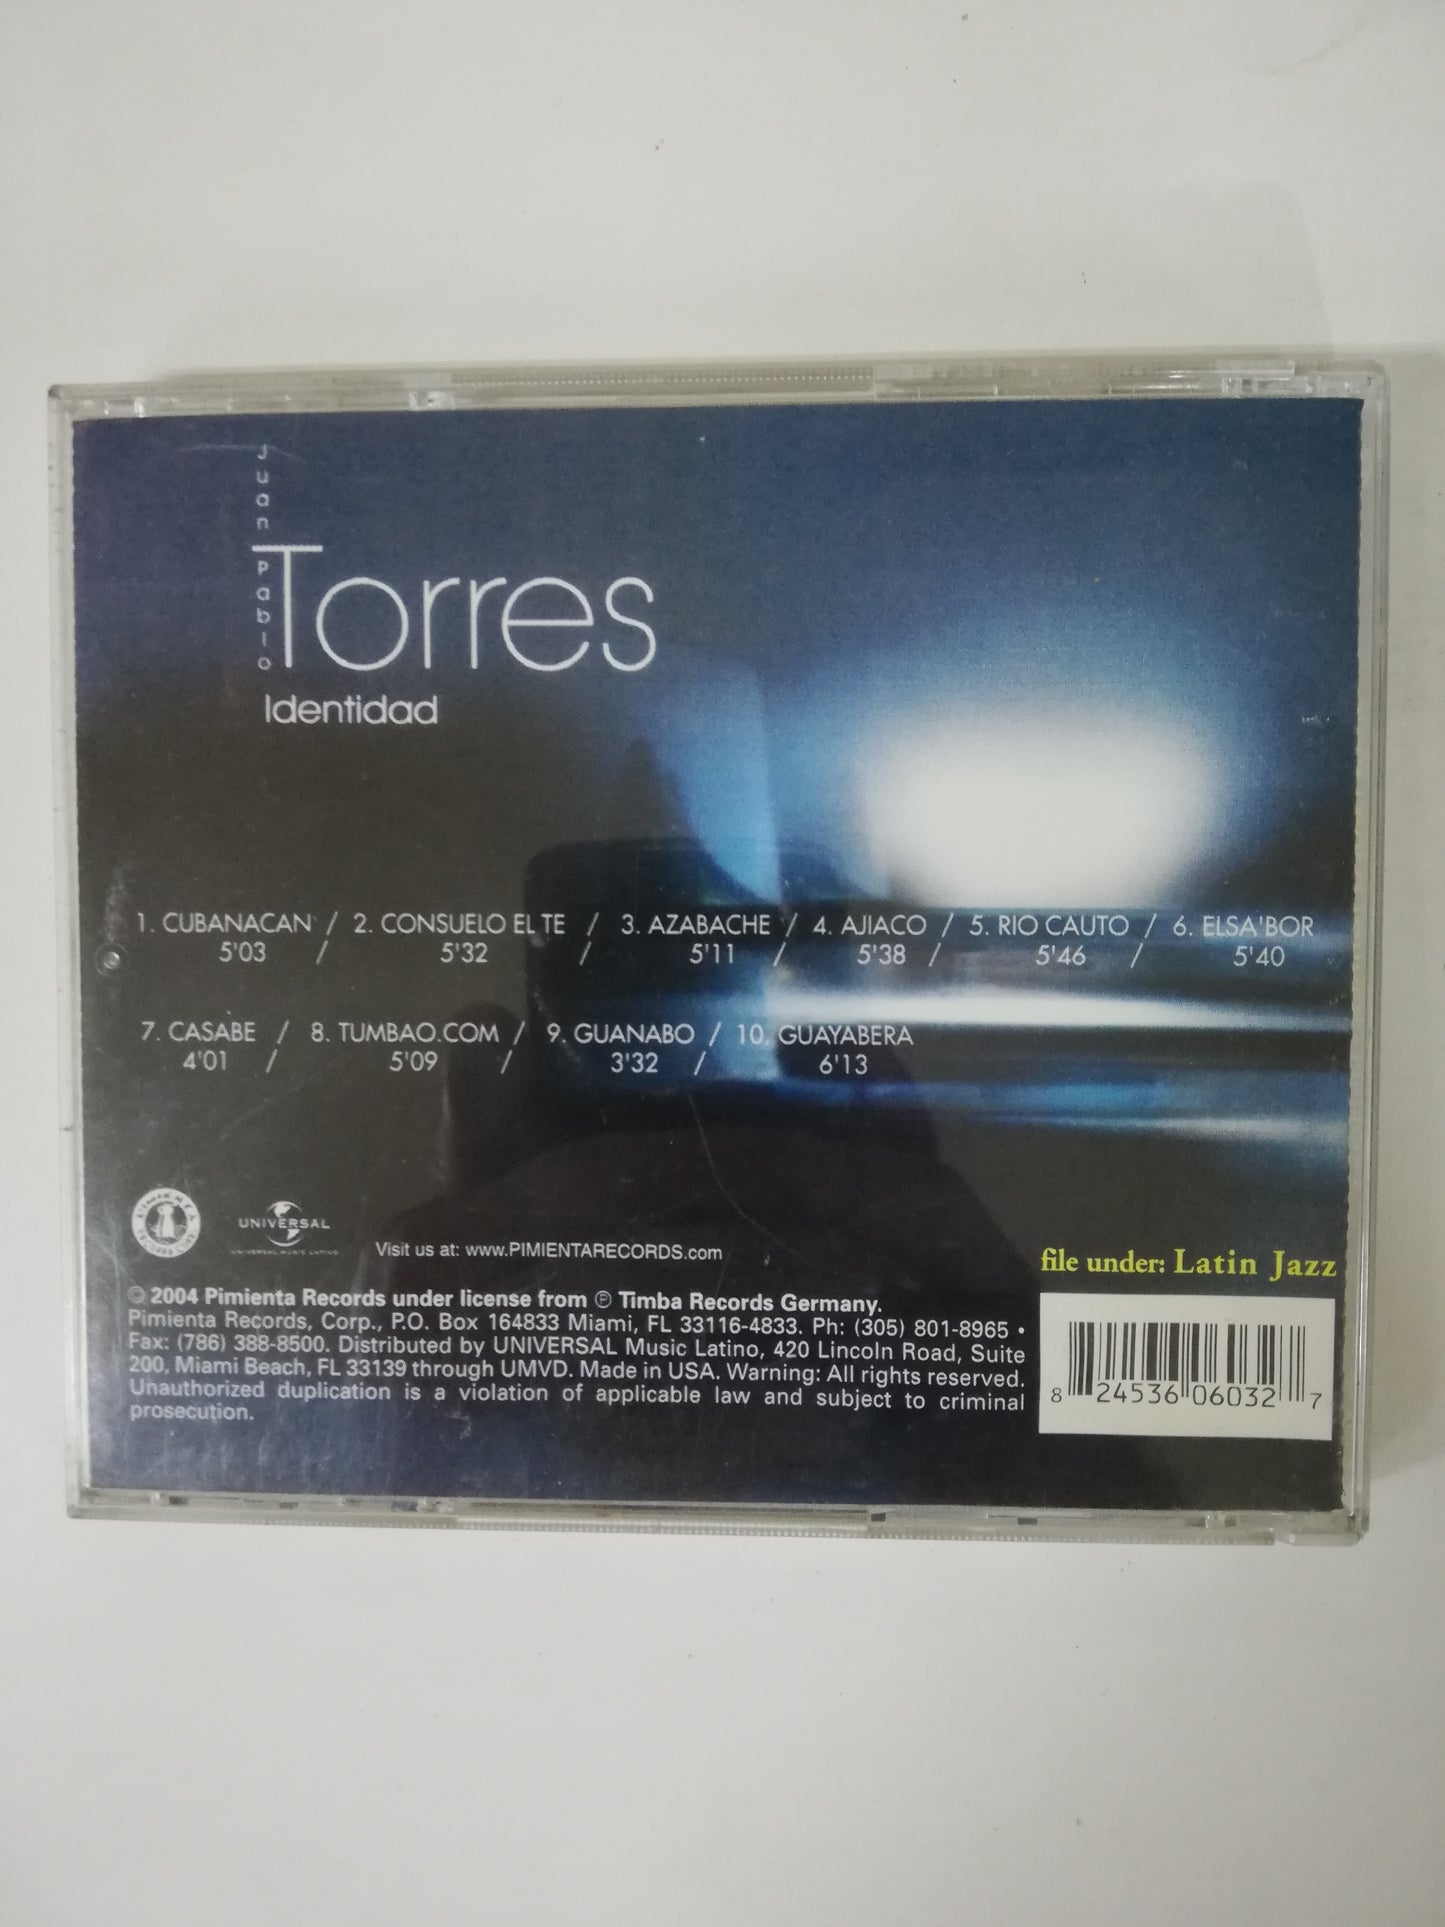 Juan Pablo
Torres
Identidad
1. CUBANACAN / 2. CONSUELO EL TE / 3. AZABACHE / 4. AJIACO / 5. RIO CAUTO / 6. ELSA'BOR
5'03 / 5'32 / 5'11 / 5'38 / 5'46 / 5'40
7. CASABE / 8. TUMBAO.COM / 9. GUANABO / 10. GUAYABERA
4'01 / 5'09 / 3'32 / 6'13
PIMIENTA RECORDS CORP.
UNIVERSAL
UNIVERSAL MUSIC LATINO
Visit us at: www.PIMIENTARECORDS.com
file under: Latin Jazz
© 2004 Pimienta Records under license from ℗ Timba Records Germany.
Pimienta Records, Corp., P.O. Box 164833 Miami, FL 33116-4833. Ph: (305) 801-8965 •
Fax: (786) 388-8500. Distributed by UNIVERSAL Music Latino, 420 Lincoln Road, Suite
200, Miami Beach, FL 33139 through UMVD. Made in USA. Warning: All rights reserved.
Unauthorized duplication is a violation of applicable law and subject to criminal
prosecution.
8 24536 06032 7